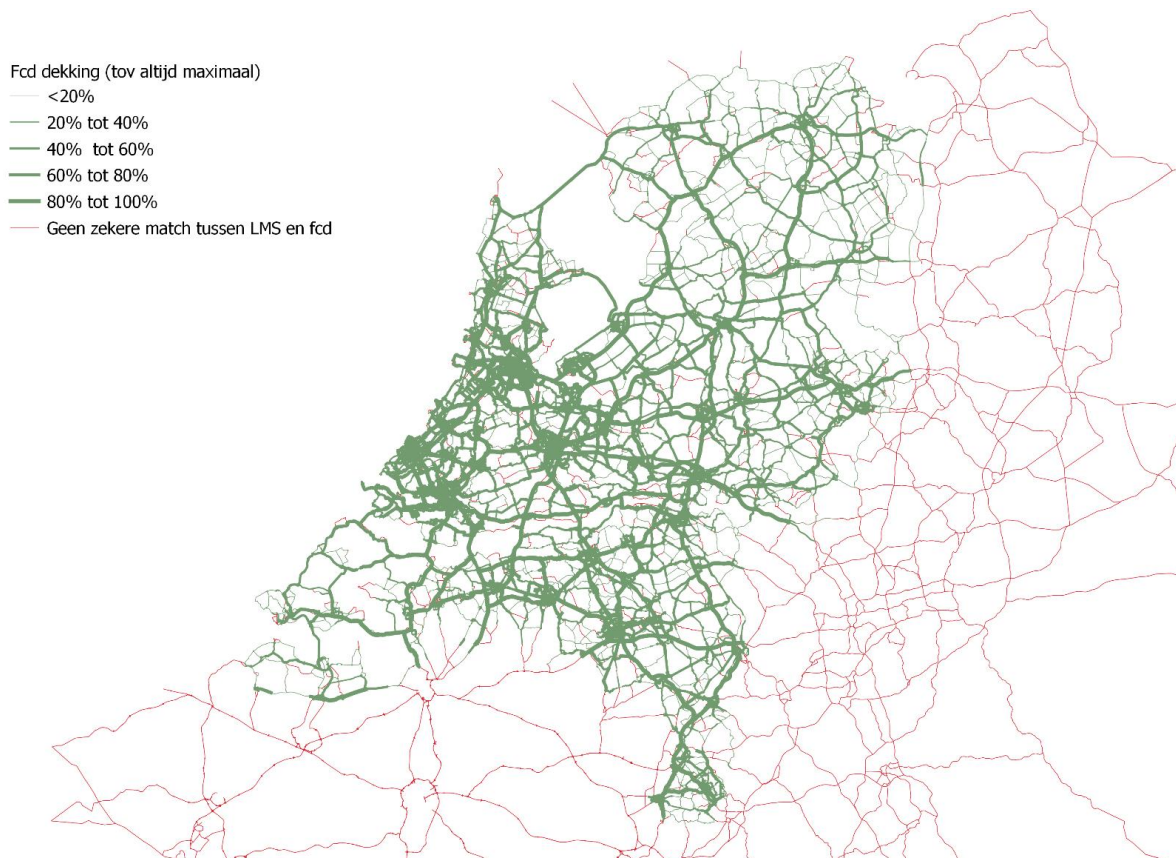 Fcd dekking (tov altijd maximaal)
<20%
20% tot 40%
40% tot 60%
60% tot 80%
80% tot 100%
Geen zekere match tussen LMS en fcd